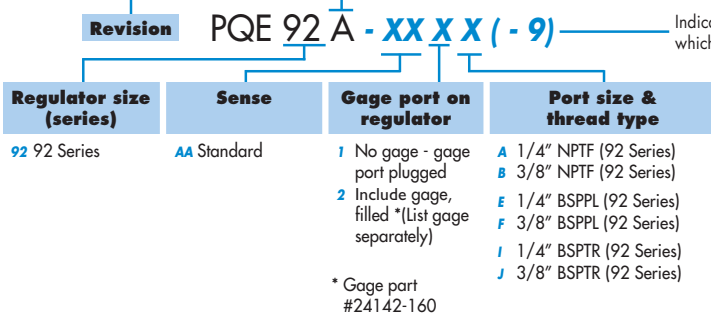 Revision
PQE 92 A - XX X X ( - 9)
which
Regulator size
(series)
92 92 Series
Sense
AA Standard
Gage port on
regulator
1 No gage - gage
port plugged
2 Include gage,
filled *(List gage
separately)
* Gage part
#24142-160
Port size &
thread type
A 1/4" NPTF (92 Series)
B 3/8" NPTF (92 Series)
E 1/4" BSPPL (92 Series)
F 3/8" BSPPL (92 Series)
I 1/4" BSPTR (92 Series)
J 3/8" BSPTR (92 Series)